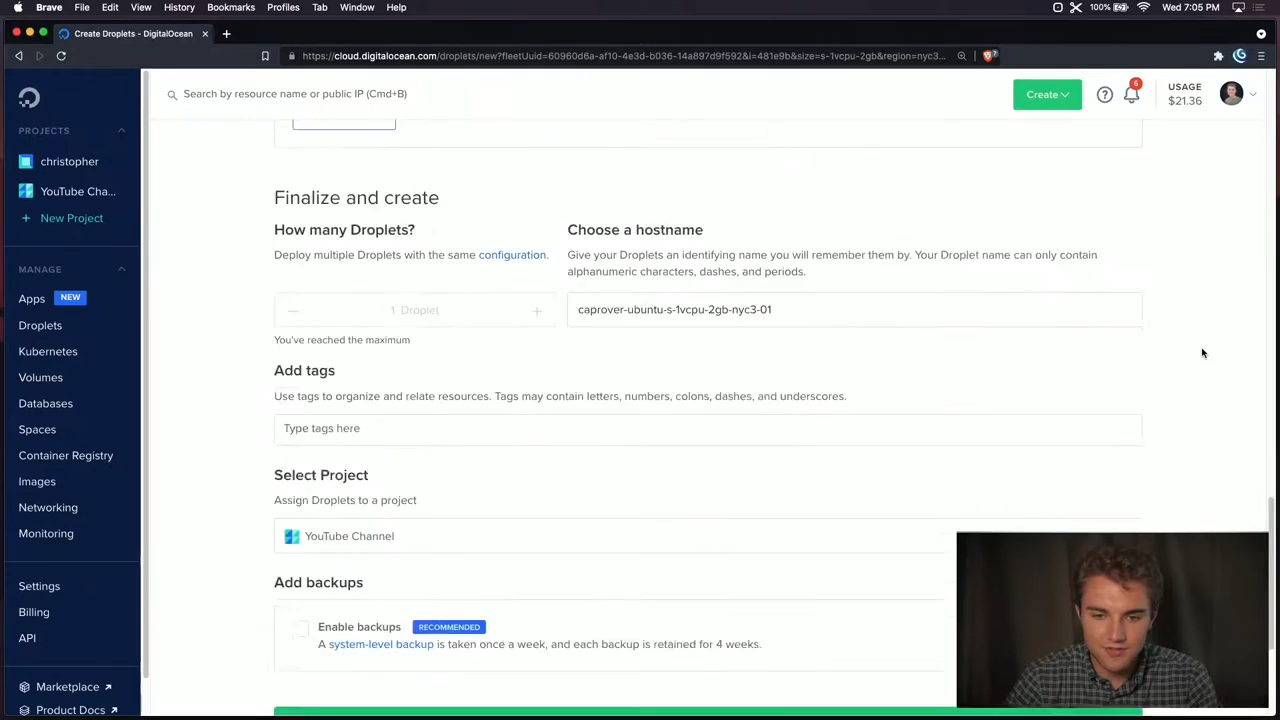 Brave File Edit View History Bookmarks Profiles Tab Window Help 100% Wed 7:05 PM
Create Droplets - DigitalOcean
https://cloud.digitalocean.com/droplets/new?fleetUuid=60960d6a-af10-4e3d-b036-14a897d9f592&i=481e9b&size=s-1vcpu-2gb&region=nyc3...
Search by resource name or public IP (Cmd+B)
Create
6
USAGE
$21.36
PROJECTS
christopher
YouTube Cha...
+ New Project
MANAGE
Apps NEW
Droplets
Kubernetes
Volumes
Databases
Spaces
Container Registry
Images
Networking
Monitoring
Settings
Billing
API
Marketplace
Product Docs
Finalize and create
How many Droplets?
Deploy multiple Droplets with the same configuration.
1 Droplet
You've reached the maximum
Choose a hostname
Give your Droplets an identifying name you will remember them by. Your Droplet name can only contain
alphanumeric characters, dashes, and periods.
caprover-ubuntu-s-1vcpu-2gb-nyc3-01
Add tags
Use tags to organize and relate resources. Tags may contain letters, numbers, colons, dashes, and underscores.
Type tags here
Select Project
Assign Droplets to a project
YouTube Channel
Add backups
Enable backups RECOMMENDED
A system-level backup is taken once a week, and each backup is retained for 4 weeks.